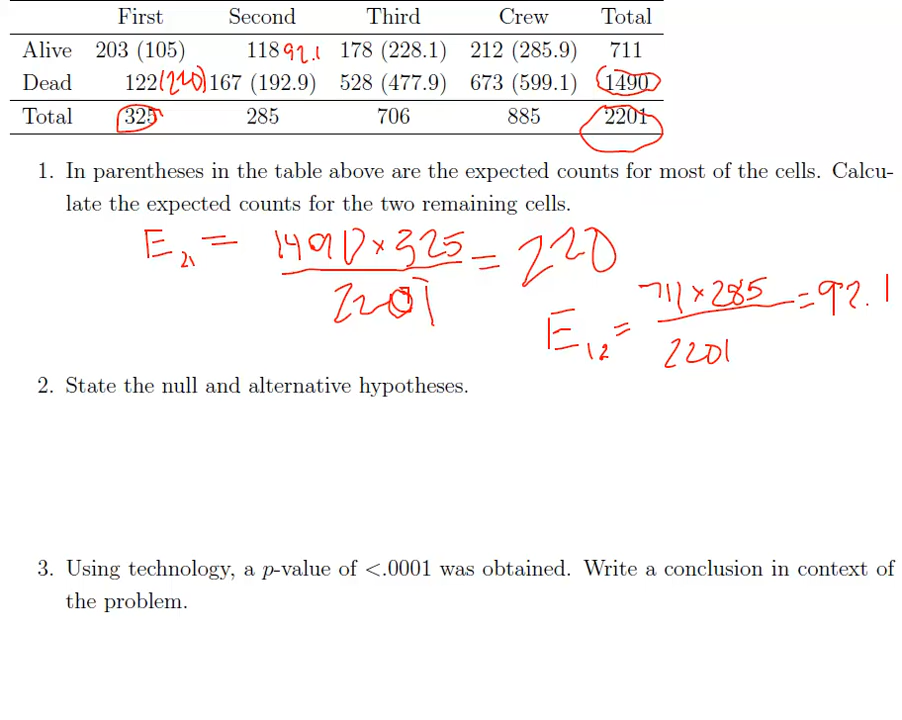 First Second Third Crew Total
Alive 203 (105) 118 92.1 178 (228.1) 212 (285.9) 711
Dead 122 (220) 167 (192.9) 528 (477.9) 673 (599.1) 1490
Total 325 285 706 885 2201
1. In parentheses in the table above are the expected counts for most of the cells. Calcu-
late the expected counts for the two remaining cells.
E21 = 1490 × 325 / 2201 = 220
E12 = 711 × 285 / 2201 = 92.1
2. State the null and alternative hypotheses.
3. Using technology, a p-value of <.0001 was obtained. Write a conclusion in context of
the problem.